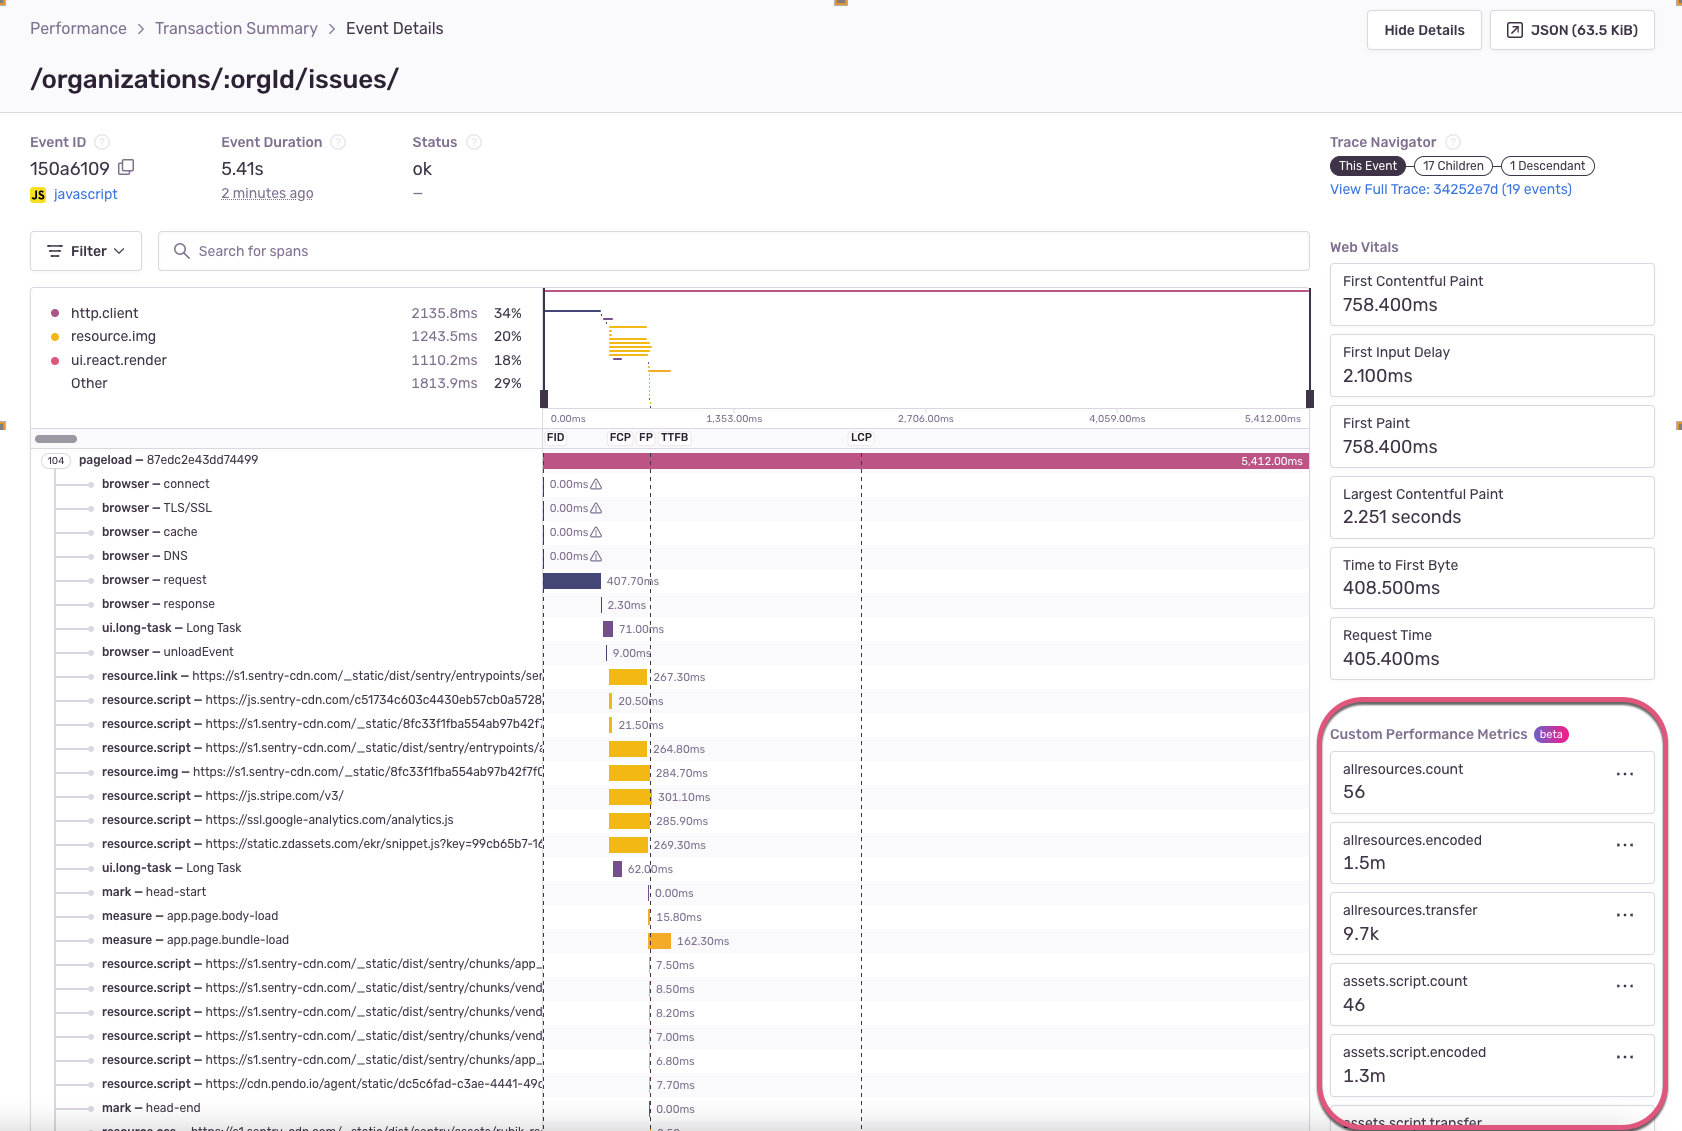 Performance > Transaction Summary > Event Details
Hide Details
JSON (63.5 KiB)
/organizations/:orgId/issues/
Event ID ?
150a6109
JS javascript
Event Duration ?
5.41s
2 minutes ago
Status ?
ok
—
Trace Navigator ?
This Event 17 Children 1 Descendant
View Full Trace: 34252e7d (19 events)
Filter
Search for spans
http.client 2135.8ms 34%
resource.img 1243.5ms 20%
ui.react.render 1110.2ms 18%
Other 1813.9ms 29%
0.00ms 1,353.00ms 2,706.00ms 4,059.00ms 5,412.00ms
FID FCP FP TTFB LCP
104 pageload — 87edc2e43dd74499 5,412.00ms
browser — connect 0.00ms
browser — TLS/SSL 0.00ms
browser — cache 0.00ms
browser — DNS 0.00ms
browser — request 407.70ms
browser — response 2.30ms
ui.long-task — Long Task 71.00ms
browser — unloadEvent 9.00ms
resource.link — https://s1.sentry-cdn.com/_static/dist/sentry/entrypoints/ser 267.30ms
resource.script — https://js.sentry-cdn.com/c51734c603c4430eb57cb0a5728 20.50ms
resource.script — https://s1.sentry-cdn.com/_static/8fc33f1fba554ab97b42f7 21.50ms
resource.script — https://s1.sentry-cdn.com/_static/dist/sentry/entrypoints/a 264.80ms
resource.img — https://s1.sentry-cdn.com/_static/8fc33f1fba554ab97b42f7f0 284.70ms
resource.script — https://js.stripe.com/v3/ 301.10ms
resource.script — https://ssl.google-analytics.com/analytics.js 285.90ms
resource.script — https://static.zdassets.com/ekr/snippet.js?key=99cb65b7-16 269.30ms
ui.long-task — Long Task 62.00ms
mark — head-start 0.00ms
measure — app.page.body-load 15.80ms
measure — app.page.bundle-load 162.30ms
resource.script — https://s1.sentry-cdn.com/_static/dist/sentry/chunks/app_ 7.50ms
resource.script — https://s1.sentry-cdn.com/_static/dist/sentry/chunks/vend 8.50ms
resource.script — https://s1.sentry-cdn.com/_static/dist/sentry/chunks/vend 8.20ms
resource.script — https://s1.sentry-cdn.com/_static/dist/sentry/chunks/vend 7.00ms
resource.script — https://s1.sentry-cdn.com/_static/dist/sentry/chunks/app_ 6.80ms
resource.script — https://cdn.pendo.io/agent/static/dc5c6fad-c3ae-4441-49c 7.70ms
mark — head-end 0.00ms
Web Vitals
First Contentful Paint
758.400ms
First Input Delay
2.100ms
First Paint
758.400ms
Largest Contentful Paint
2.251 seconds
Time to First Byte
408.500ms
Request Time
405.400ms
Custom Performance Metrics beta
allresources.count ...
56
allresources.encoded ...
1.5m
allresources.transfer ...
9.7k
assets.script.count ...
46
assets.script.encoded ...
1.3m
assets.script.transfer